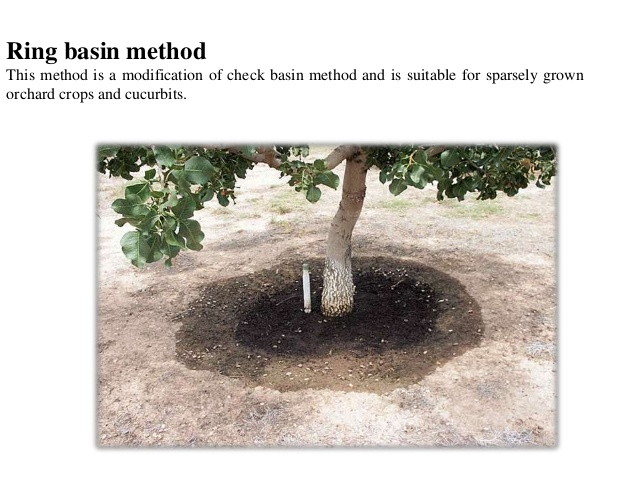 Ring basin method
This method is a modification of check basin method and is suitable for sparsely grown
orchard crops and cucurbits.